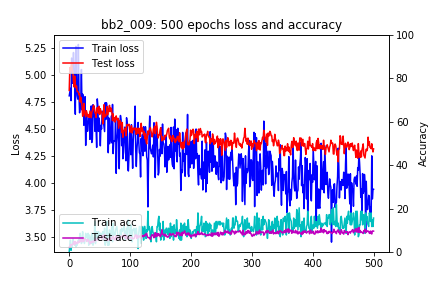 bb2_009: 500 epochs loss and accuracy
Train loss
Test loss
5.25
5.00
4.75
4.50
4.25
4.00
3.75
3.50
Loss
100
80
60
40
20
0
Accuracy
Train acc
Test acc
0 100 200 300 400 500